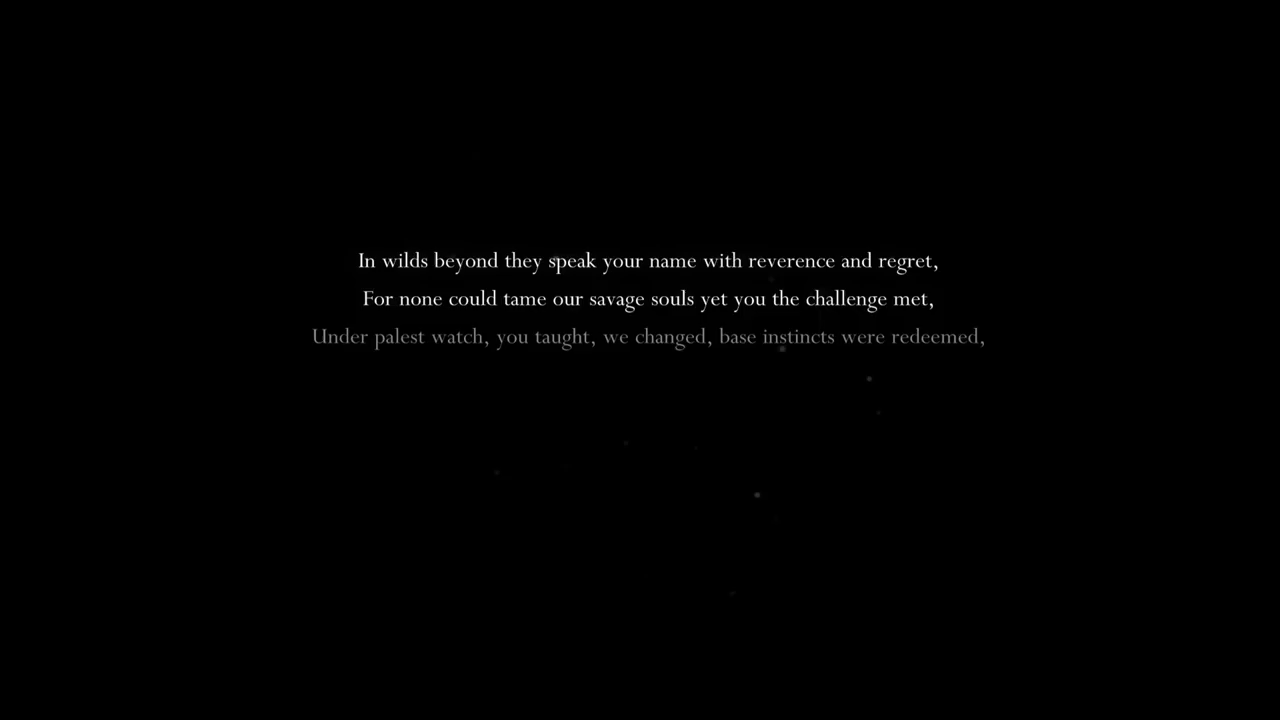 In wilds beyond they speak your name with reverence and regret,
For none could tame our savage souls yet you the challenge met,
Under palest watch, you taught, we changed, base instincts were redeemed,